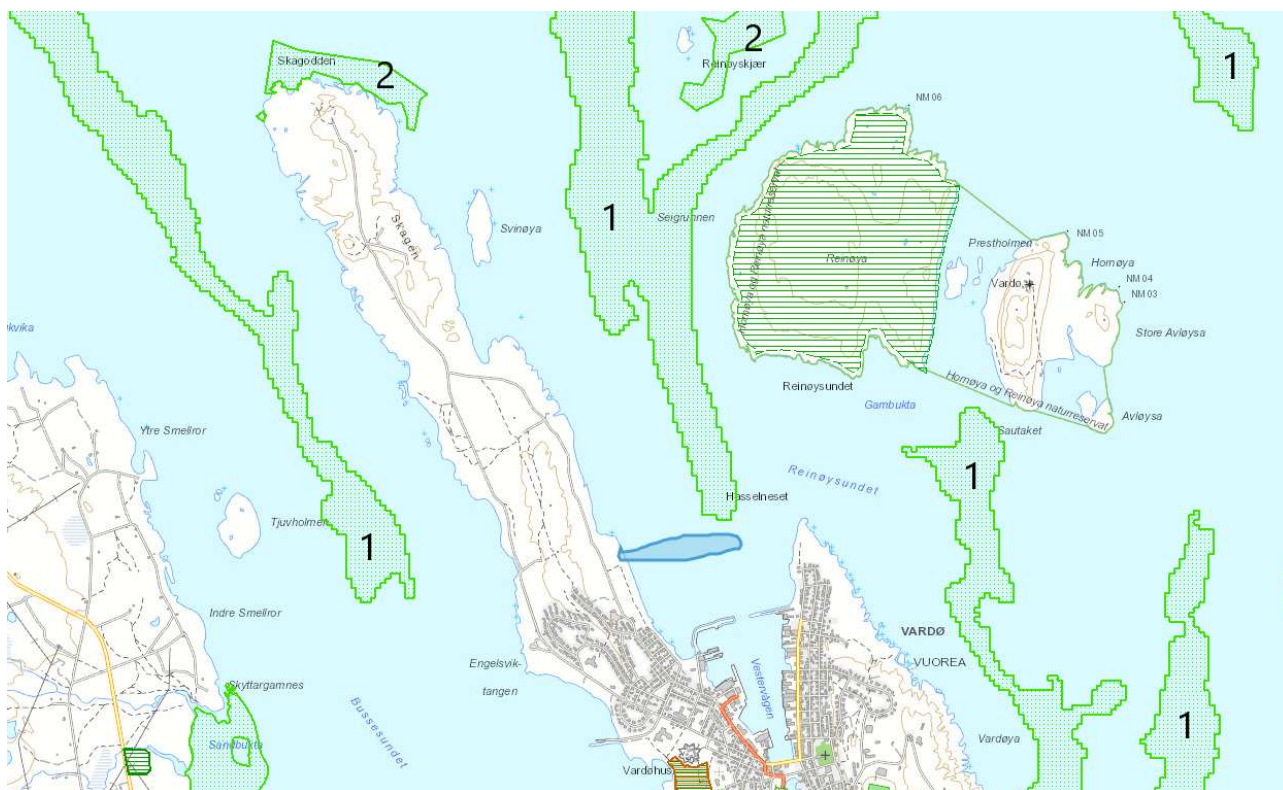 Skagodden
2
Reinøyskjær
2
1
NM 06
Skagen
Svinøya
1
Seigrunnen
Hornøya og Reinøya naturreservat
Reinøya
Prestholmen
NM 05
Hornøya
Vardø
NM 04
NM 03
Store Avløysa
Reinøysundet
Hornøya og Reinøya naturreservat
Gambukta
Avløysa
Sautaket
Ytre Smellror
Reinøysundet
1
Hasselneset
Tjuvholmen
1
Indre Smellror
VARDØ
VUOREA
Engelsvik-
tangen
Skyttargamnes
Bussesundet
Vestervågen
Sandbukta
Vardøya
1
Vardøhus